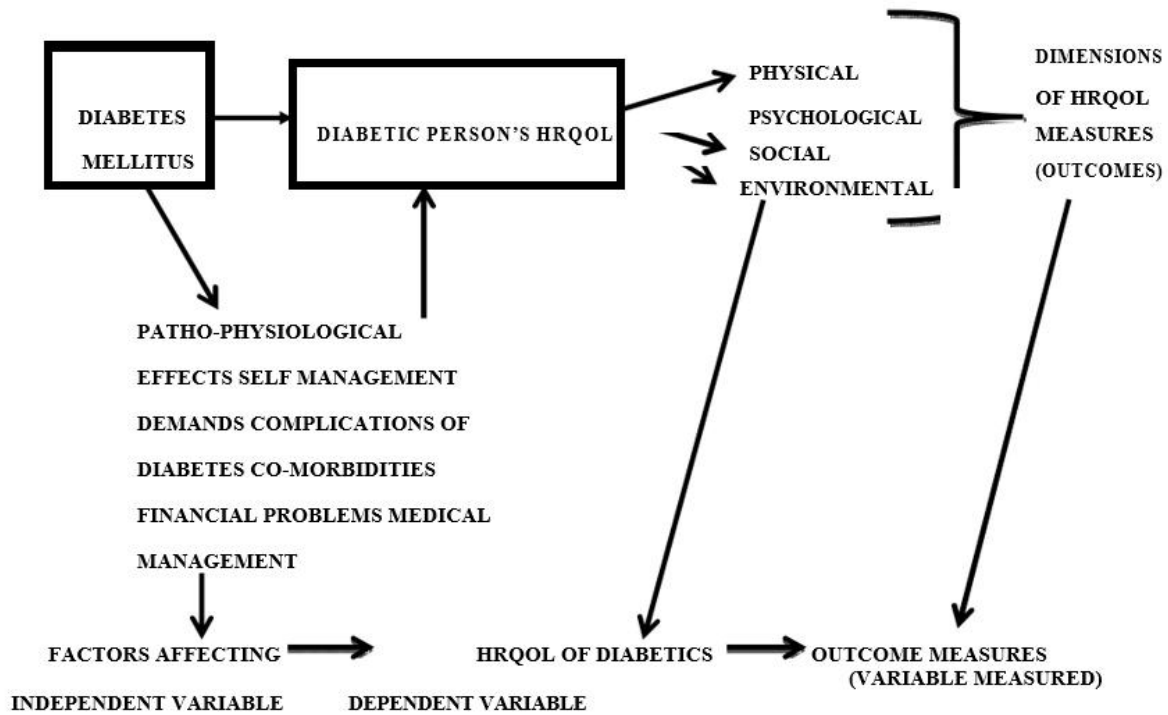 DIABETES
MELLITUS
DIABETIC PERSON'S HRQOL
PHYSICAL
PSYCHOLOGICAL
SOCIAL
ENVIRONMENTAL
DIMENSIONS
OF HRQOL
MEASURES
(OUTCOMES)
PATHO-PHYSIOLOGICAL
EFFECTS SELF MANAGEMENT
DEMANDS COMPLICATIONS OF
DIABETES CO-MORBIDITIES
FINANCIAL PROBLEMS MEDICAL
MANAGEMENT
FACTORS AFFECTING
HRQOL OF DIABETICS
OUTCOME MEASURES
(VARIABLE MEASURED)
INDEPENDENT VARIABLE
DEPENDENT VARIABLE